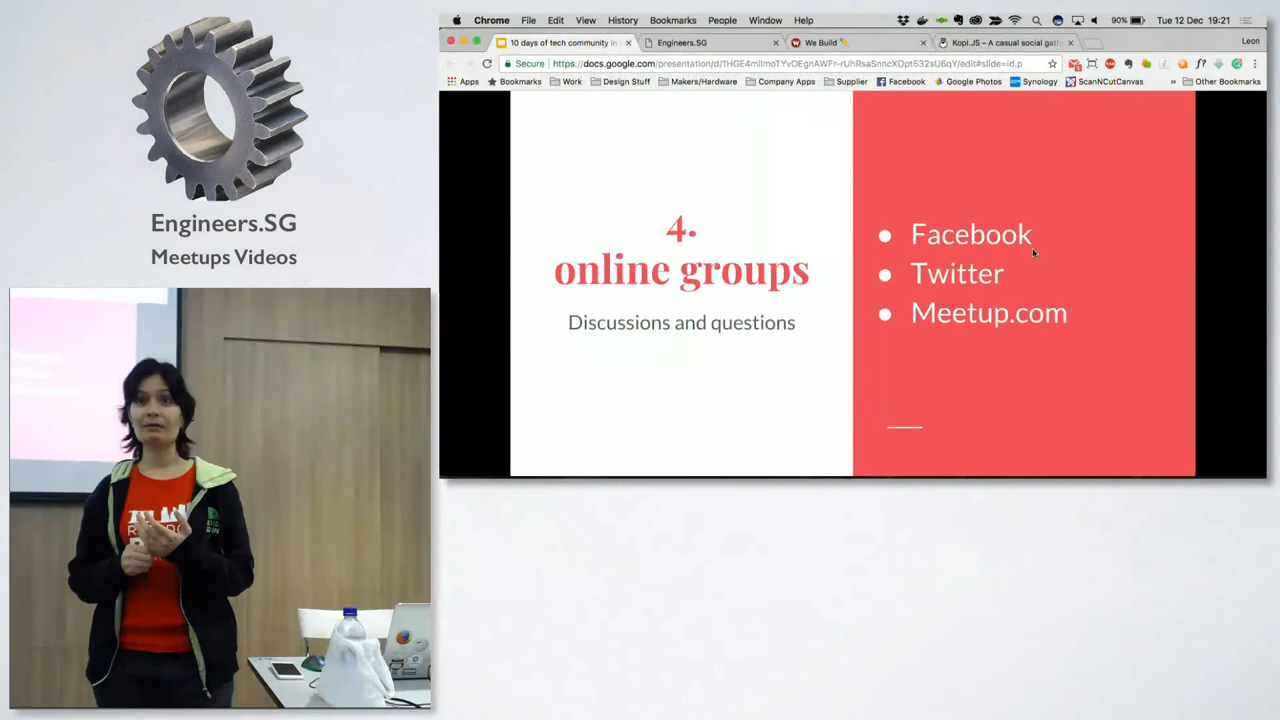 Engineers.SG
Meetups Videos
Chrome File Edit View History Bookmarks People Window Help
90% Tue 12 Dec 19:21
10 days of tech community in
Engineers.SG
We Build
Kopi.JS – A casual social gath
Leon
Secure https://docs.google.com/presentation/d/1HGE4mlImoTYvOEgnAWFr-rUhRsaSnncXDpt532sU6qY/edit#slide=id.p
Apps Bookmarks Work Design Stuff Makers/Hardware Company Apps Supplier Facebook Google Photos Synology ScanNCutCanvas » Other Bookmarks
4.
online groups
Discussions and questions
● Facebook
● Twitter
● Meetup.com